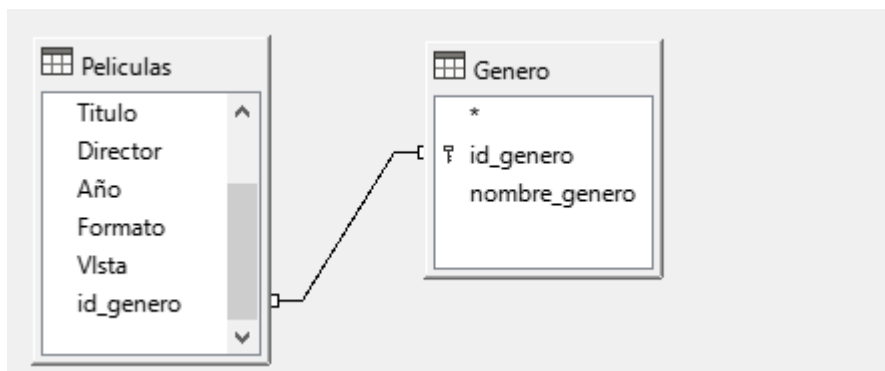 Peliculas
Titulo
Director
Año
Formato
VIsta
id_genero
Genero
*
id_genero
nombre_genero